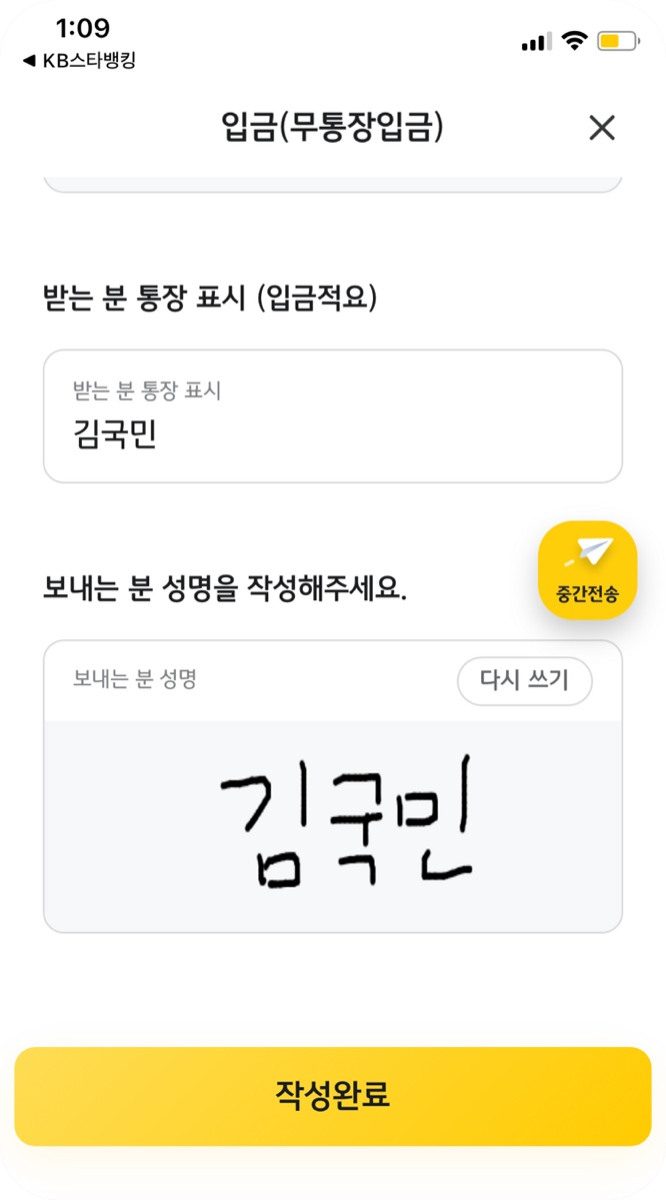 1:09
◀ KB스타뱅킹
입금(무통장입금)
받는 분 통장 표시 (입금적요)
받는 분 통장 표시
김국민
중간전송
보내는 분 성명을 작성해주세요.
보내는 분 성명
다시 쓰기
김국민
작성완료